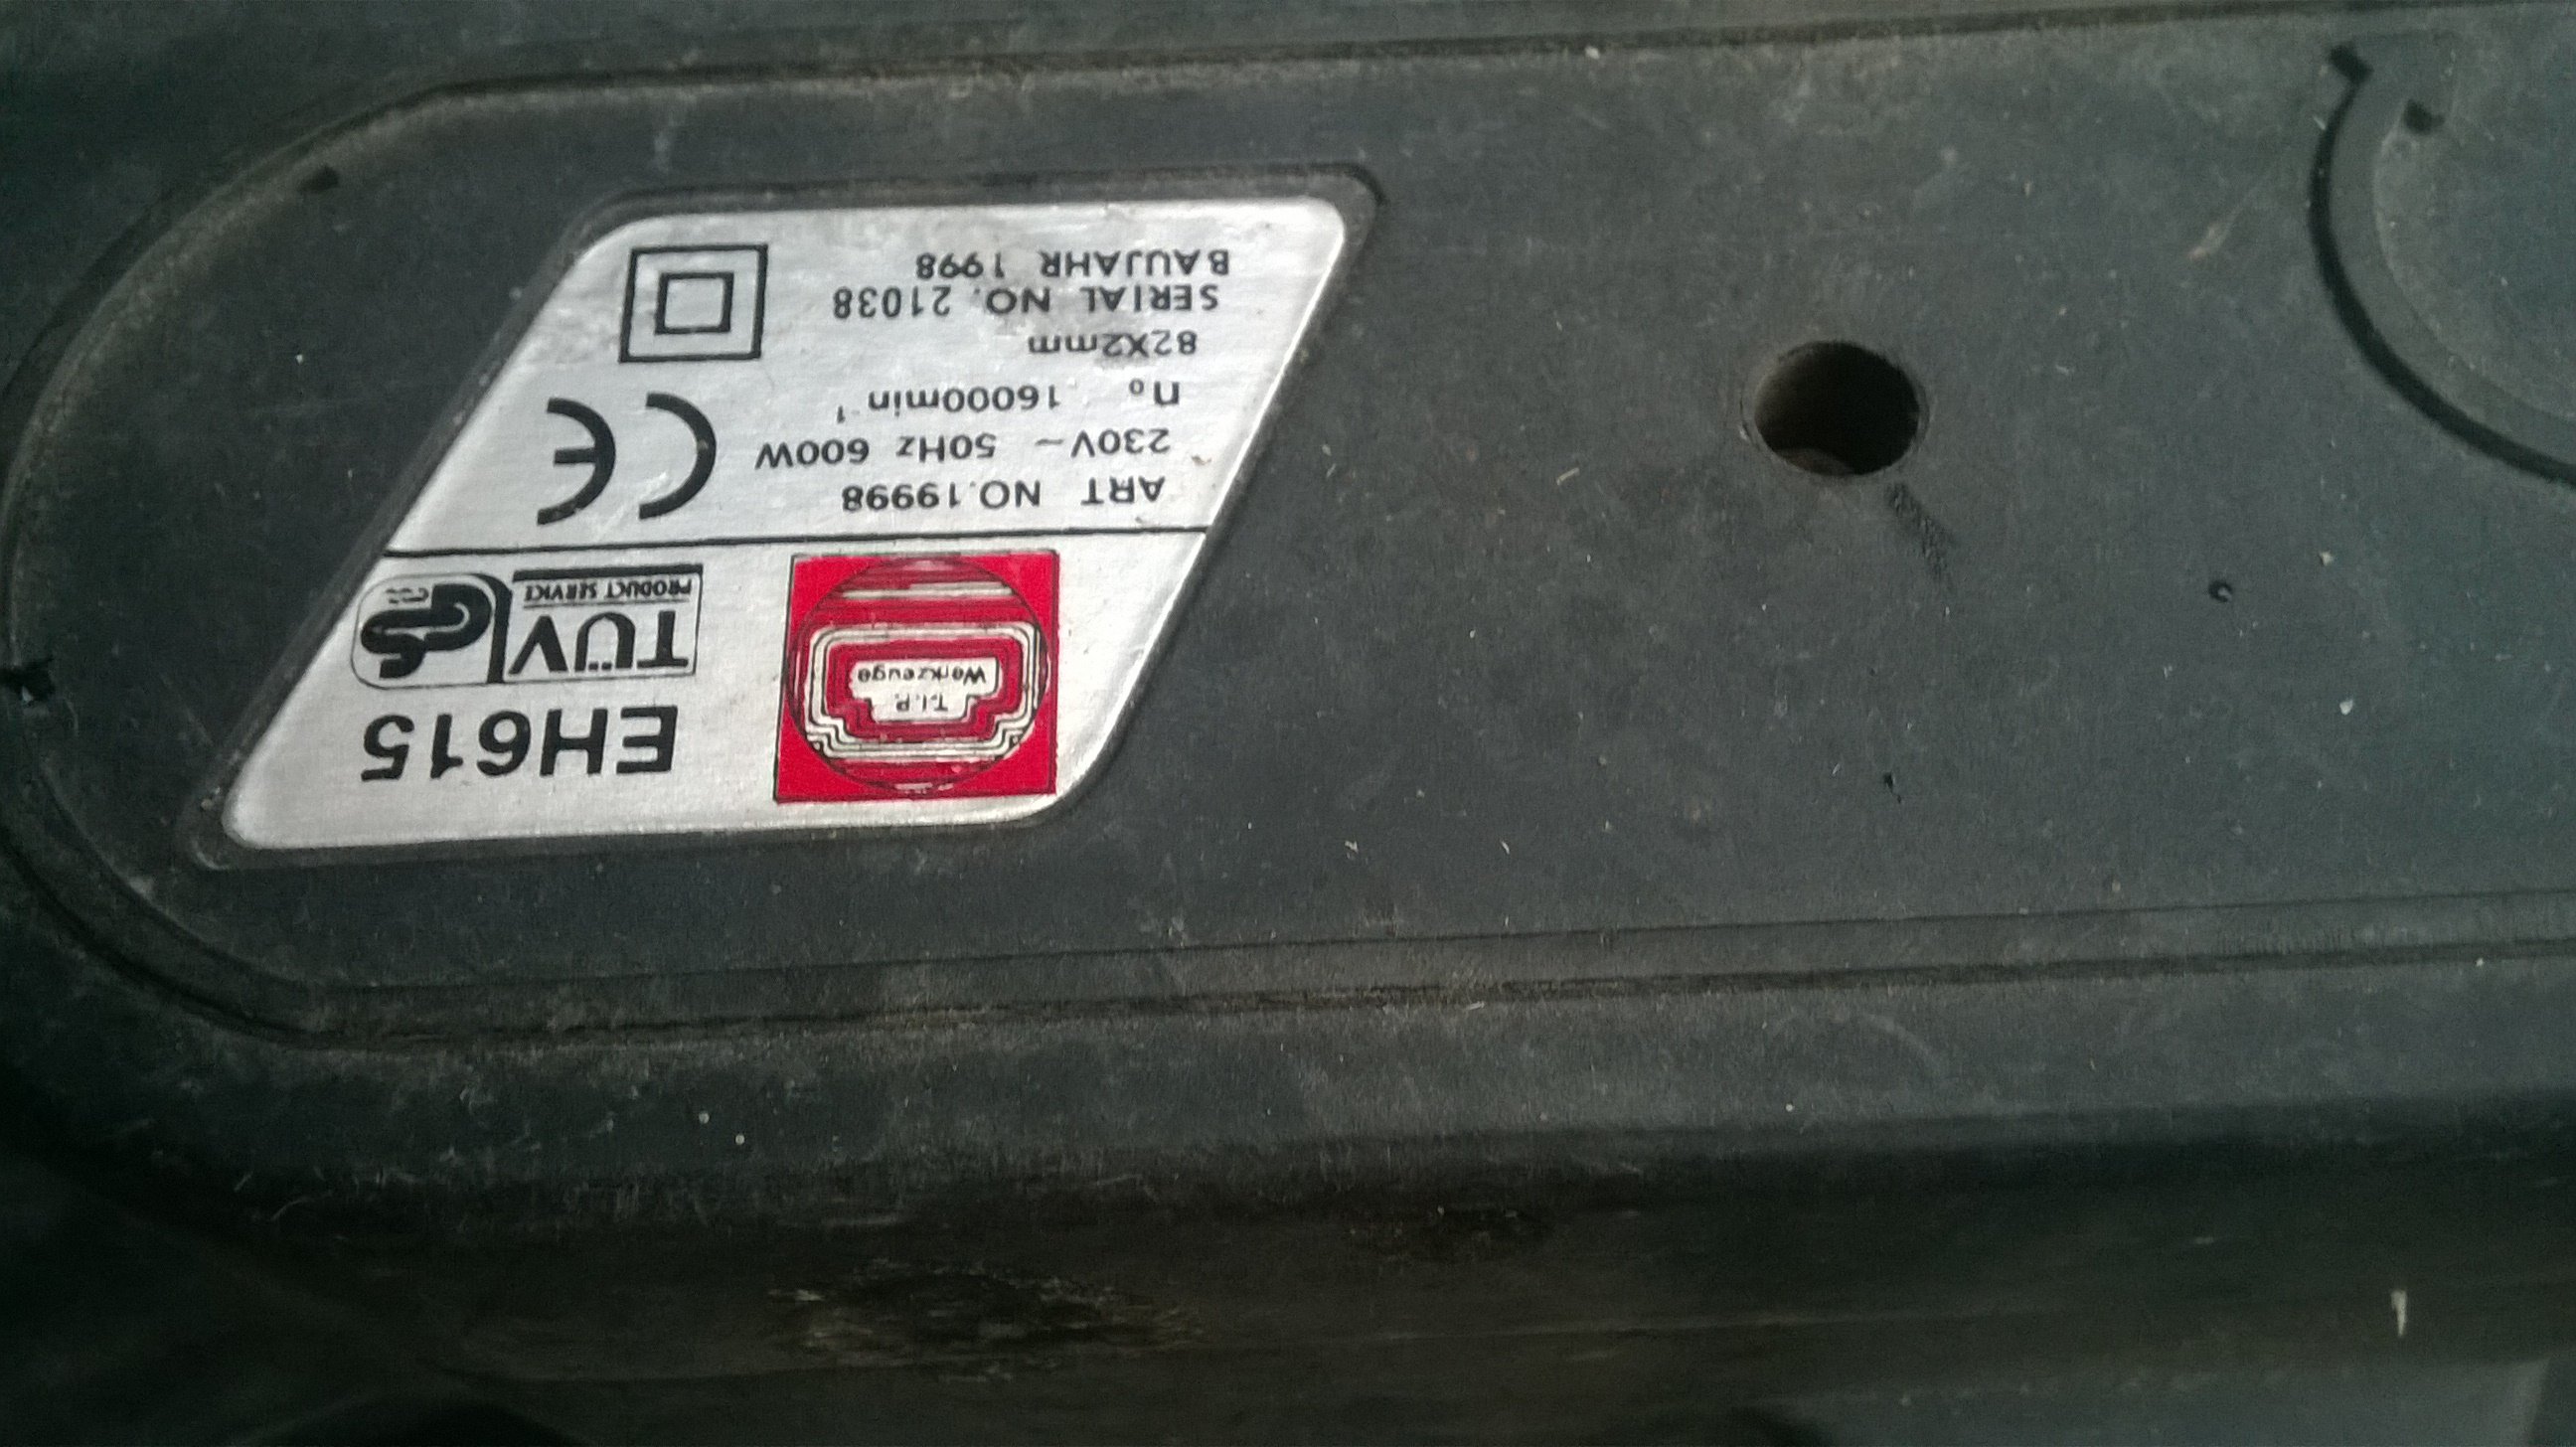 T.I.P.
Werkzeuge
EH615
TÜV
PRODUCT SERVICE
GS
ART NO.19998
230V~ 50Hz 600W
n₀ 16000min⁻¹
82X2mm
SERIAL NO. 21038
BAUJAHR 1998
CE